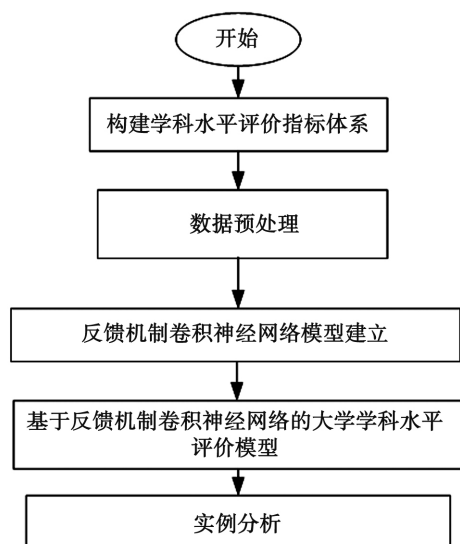 开始
构建学科水平评价指标体系
数据预处理
反馈机制卷积神经网络模型建立
基于反馈机制卷积神经网络的大学学科水平
评价模型
实例分析